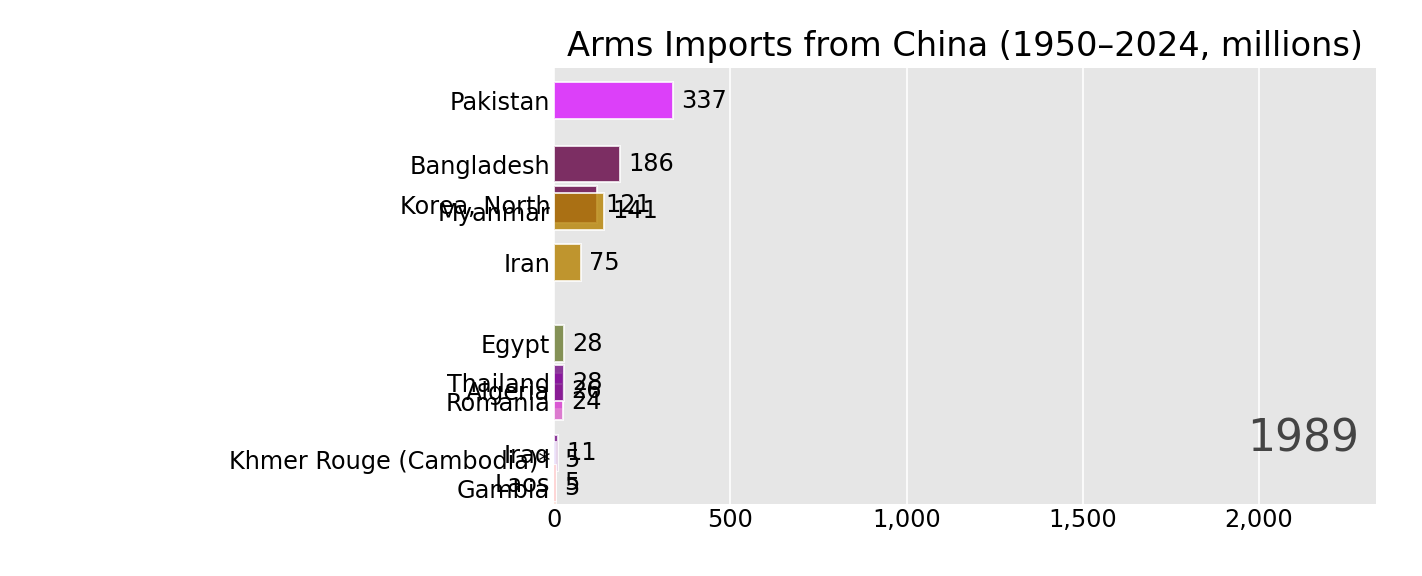 Arms Imports from China (1950–2024, millions)
Pakistan 337
Bangladesh 186
Korea, North 121
Myanmar 141
Iran 75
Egypt 28
Thailand 28
Algeria 26
Romania 24
Iraq 11
Khmer Rouge (Cambodia)* 5
Laos 5
Gambia 5
1989
0 500 1,000 1,500 2,000